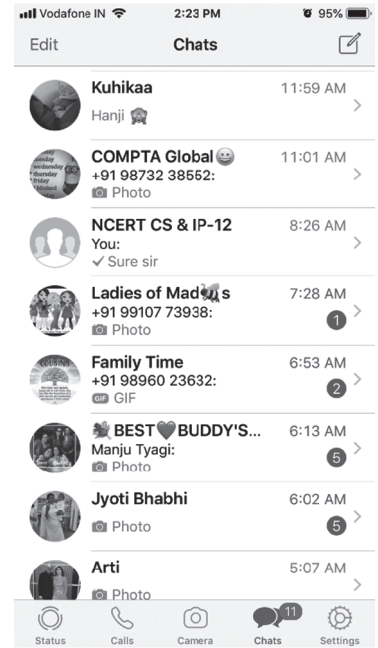 Vodafone IN 2:23 PM 95%
Edit Chats
Kuhikaa 11:59 AM
Hanji 🙈
COMPTA Global😀 11:01 AM
+91 98732 38552:
Photo
NCERT CS & IP-12 8:26 AM
You:
✓ Sure sir
Ladies of Mad🐝s 7:28 AM
+91 99107 73938: 1
Photo
Family Time 6:53 AM
+91 98960 23632: 2
GIF GIF
BEST🖤BUDDY'S... 6:13 AM
Manju Tyagi: 5
Photo
Jyoti Bhabhi 6:02 AM
Photo 5
Arti 5:07 AM
Photo
11
Status Calls Camera Chats Settings